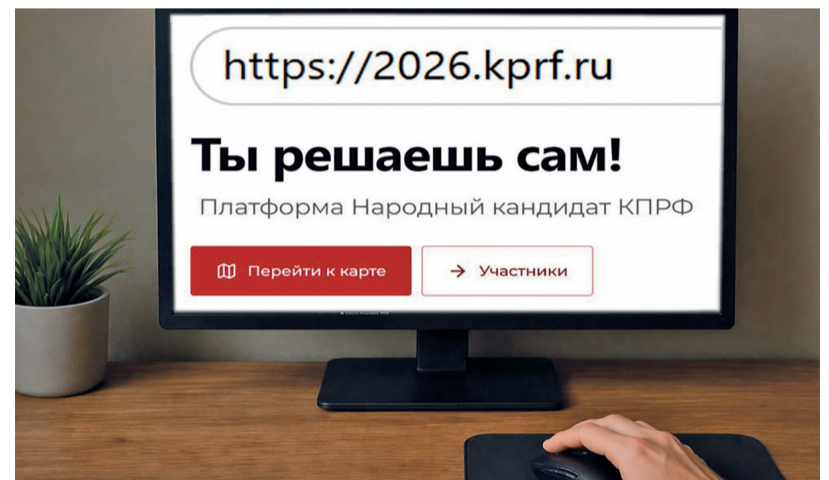 https://2026.kprf.ru
Ты решаешь сам!
Платформа Народный кандидат КПРФ
Перейти к карте
Участники